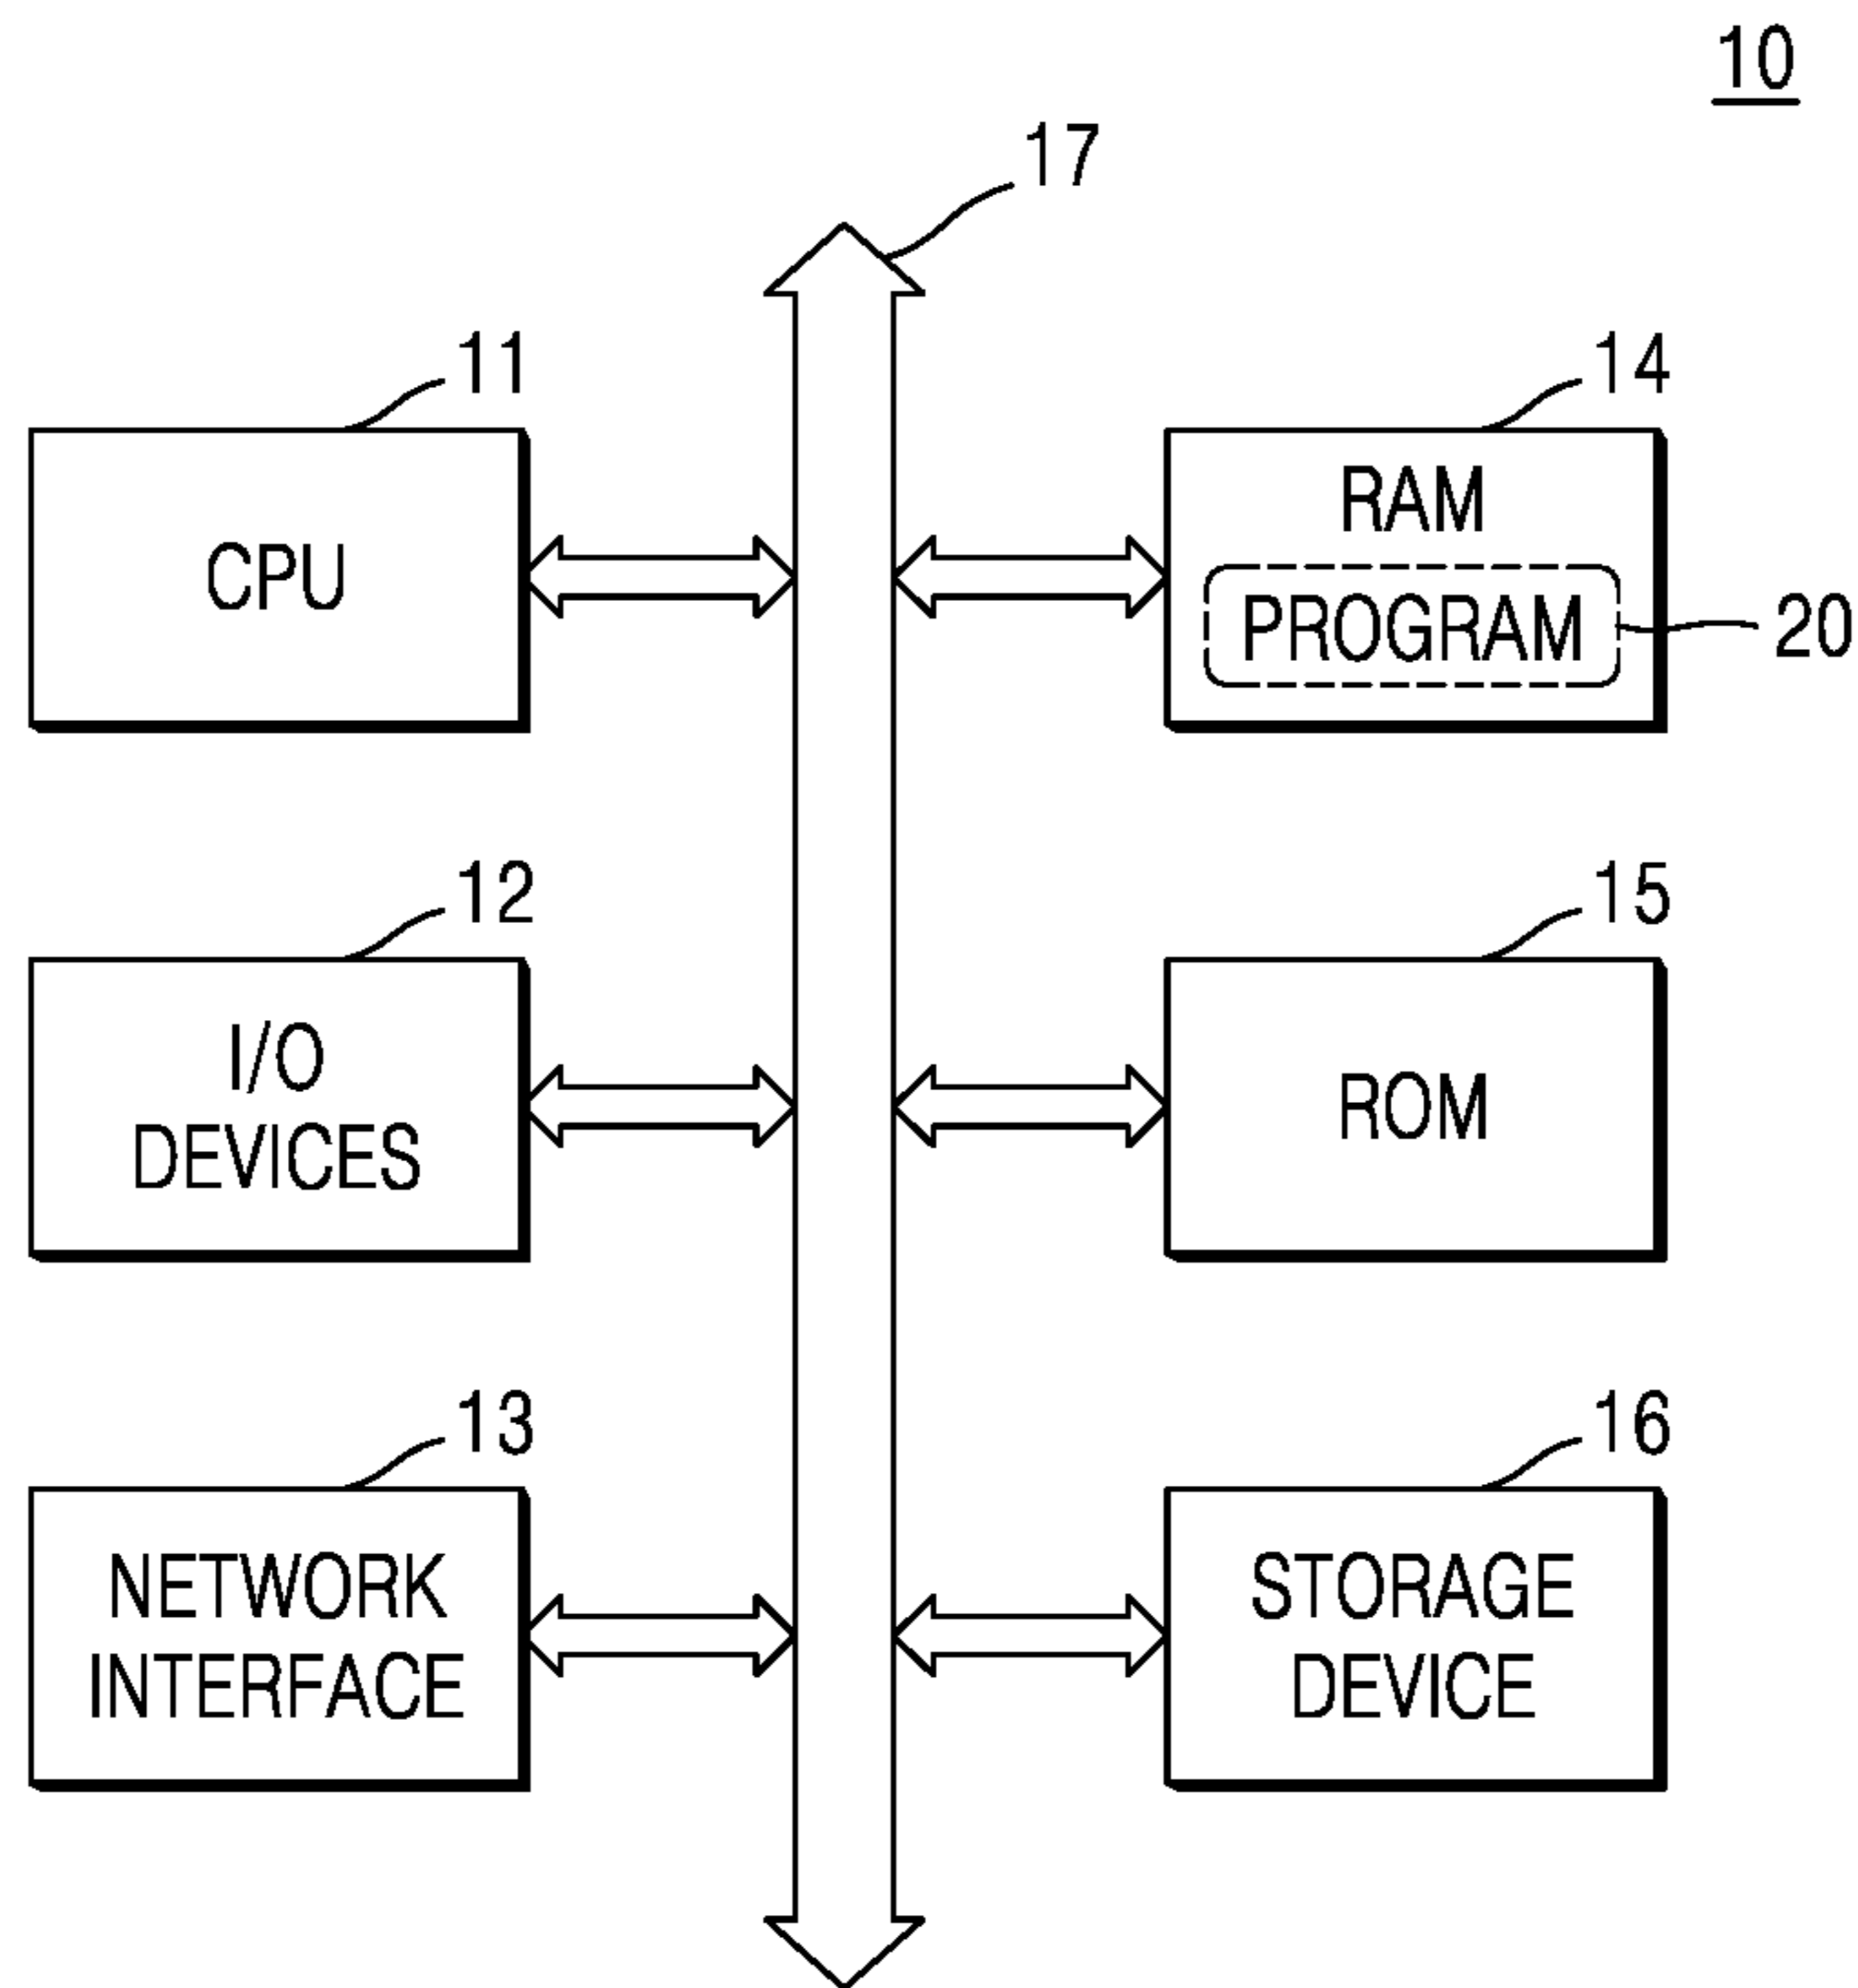 10
17
11
14
CPU
RAM
PROGRAM
20
12
15
I/O
DEVICES
ROM
13
16
NETWORK
INTERFACE
STORAGE
DEVICE